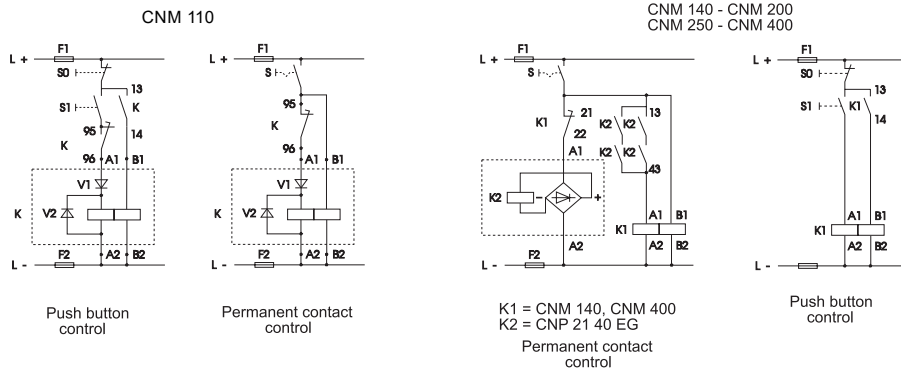 CNM 110
CNM 140 - CNM 200
CNM 250 - CNM 400
F1
L +
S0
13
S1
K
95
14
K
96
A1
B1
V1
K
V2
F2
A2
B2
L -
Push button
control
F1
L +
S
95
K
96
A1
B1
V1
K
V2
F2
A2
B2
L -
Permanent contact
control
F1
L +
S
21
13
K1
K2
K2
22
A1
K2
K2
43
K2
-
+
A1
B1
K1
A2
A2
B2
F2
L -
K1 = CNM 140, CNM 400
K2 = CNP 21 40 EG
Permanent contact
control
F1
L +
S0
13
S1
K1
14
A1
B1
K1
A2
B2
L -
Push button
control